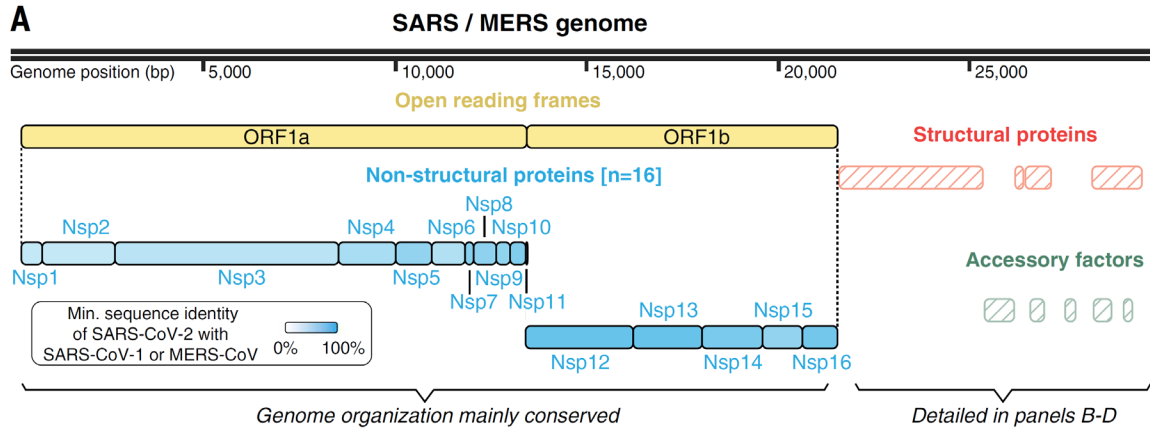 A
SARS / MERS genome
Genome position (bp)
5,000
10,000
15,000
20,000
25,000
Open reading frames
ORF1a
ORF1b
Structural proteins
Non-structural proteins [n=16]
Nsp8
Nsp2
Nsp4
Nsp6
Nsp10
Nsp1
Nsp3
Nsp5
Nsp9
Nsp7
Nsp11
Accessory factors
Min. sequence identity
of SARS-CoV-2 with
SARS-CoV-1 or MERS-CoV
0%
100%
Nsp13
Nsp15
Nsp12
Nsp14
Nsp16
Genome organization mainly conserved
Detailed in panels B-D